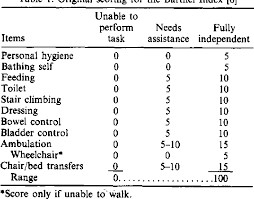 Table 1. Original scoring for the Barthel Index [6]
Unable to
perform Needs Fully
Items task assistance independent
Personal hygiene 0 0 5
Bathing self 0 0 5
Feeding 0 5 10
Toilet 0 5 10
Stair climbing 0 5 10
Dressing 0 5 10
Bowel control 0 5 10
Bladder control 0 5 10
Ambulation 0 5-10 15
Wheelchair* 0 0 5
Chair/bed transfers 0 5-10 15
Range 0.....................100
*Score only if unable to walk.